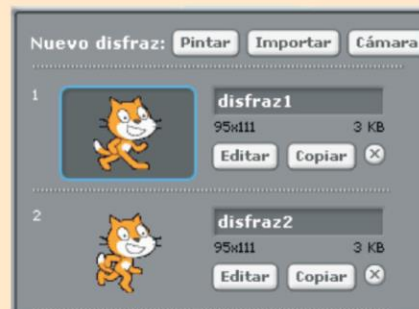 Nuevo disfraz: Pintar Importar Cámara
1
disfraz1
95x111 3 KB
Editar Copiar
2
disfraz2
95x111 3 KB
Editar Copiar